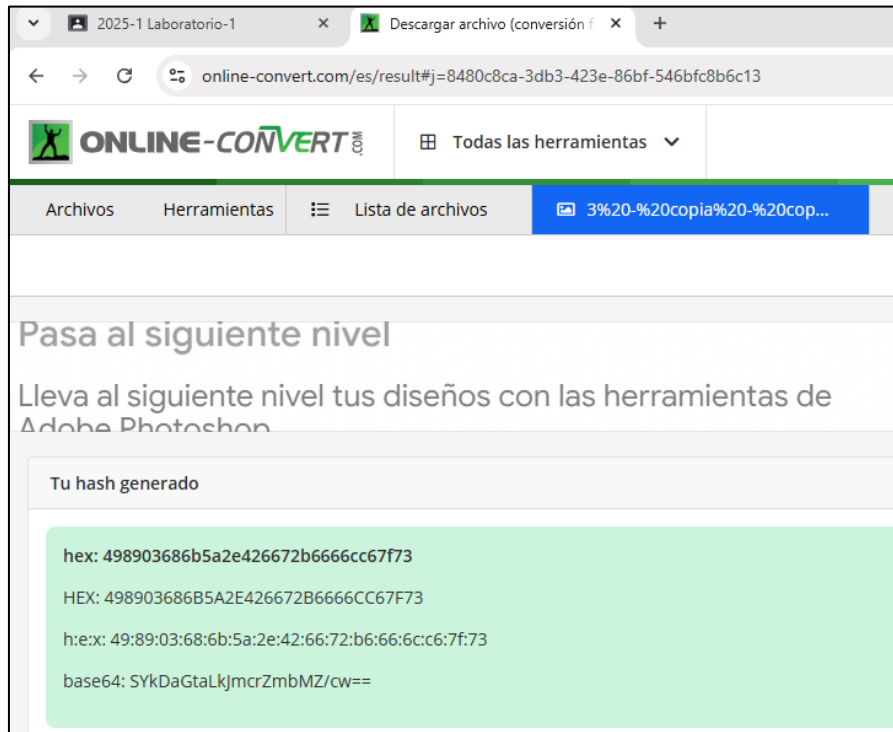 2025-1 Laboratorio-1
Descargar archivo (conversión f
online-convert.com/es/result#j=8480c8ca-3db3-423e-86bf-546bfc8b6c13
ONLINE-CONVERT.COM
Todas las herramientas
Archivos Herramientas Lista de archivos 3%20-%20copia%20-%20cop...
Pasa al siguiente nivel
Lleva al siguiente nivel tus diseños con las herramientas de
Adobe Photoshop
Tu hash generado
hex: 498903686b5a2e426672b6666cc67f73
HEX: 498903686B5A2E426672B6666CC67F73
h:e:x: 49:89:03:68:6b:5a:2e:42:66:72:b6:66:6c:c6:7f:73
base64: SYkDaGtaLkJmcrZmbMZ/cw==